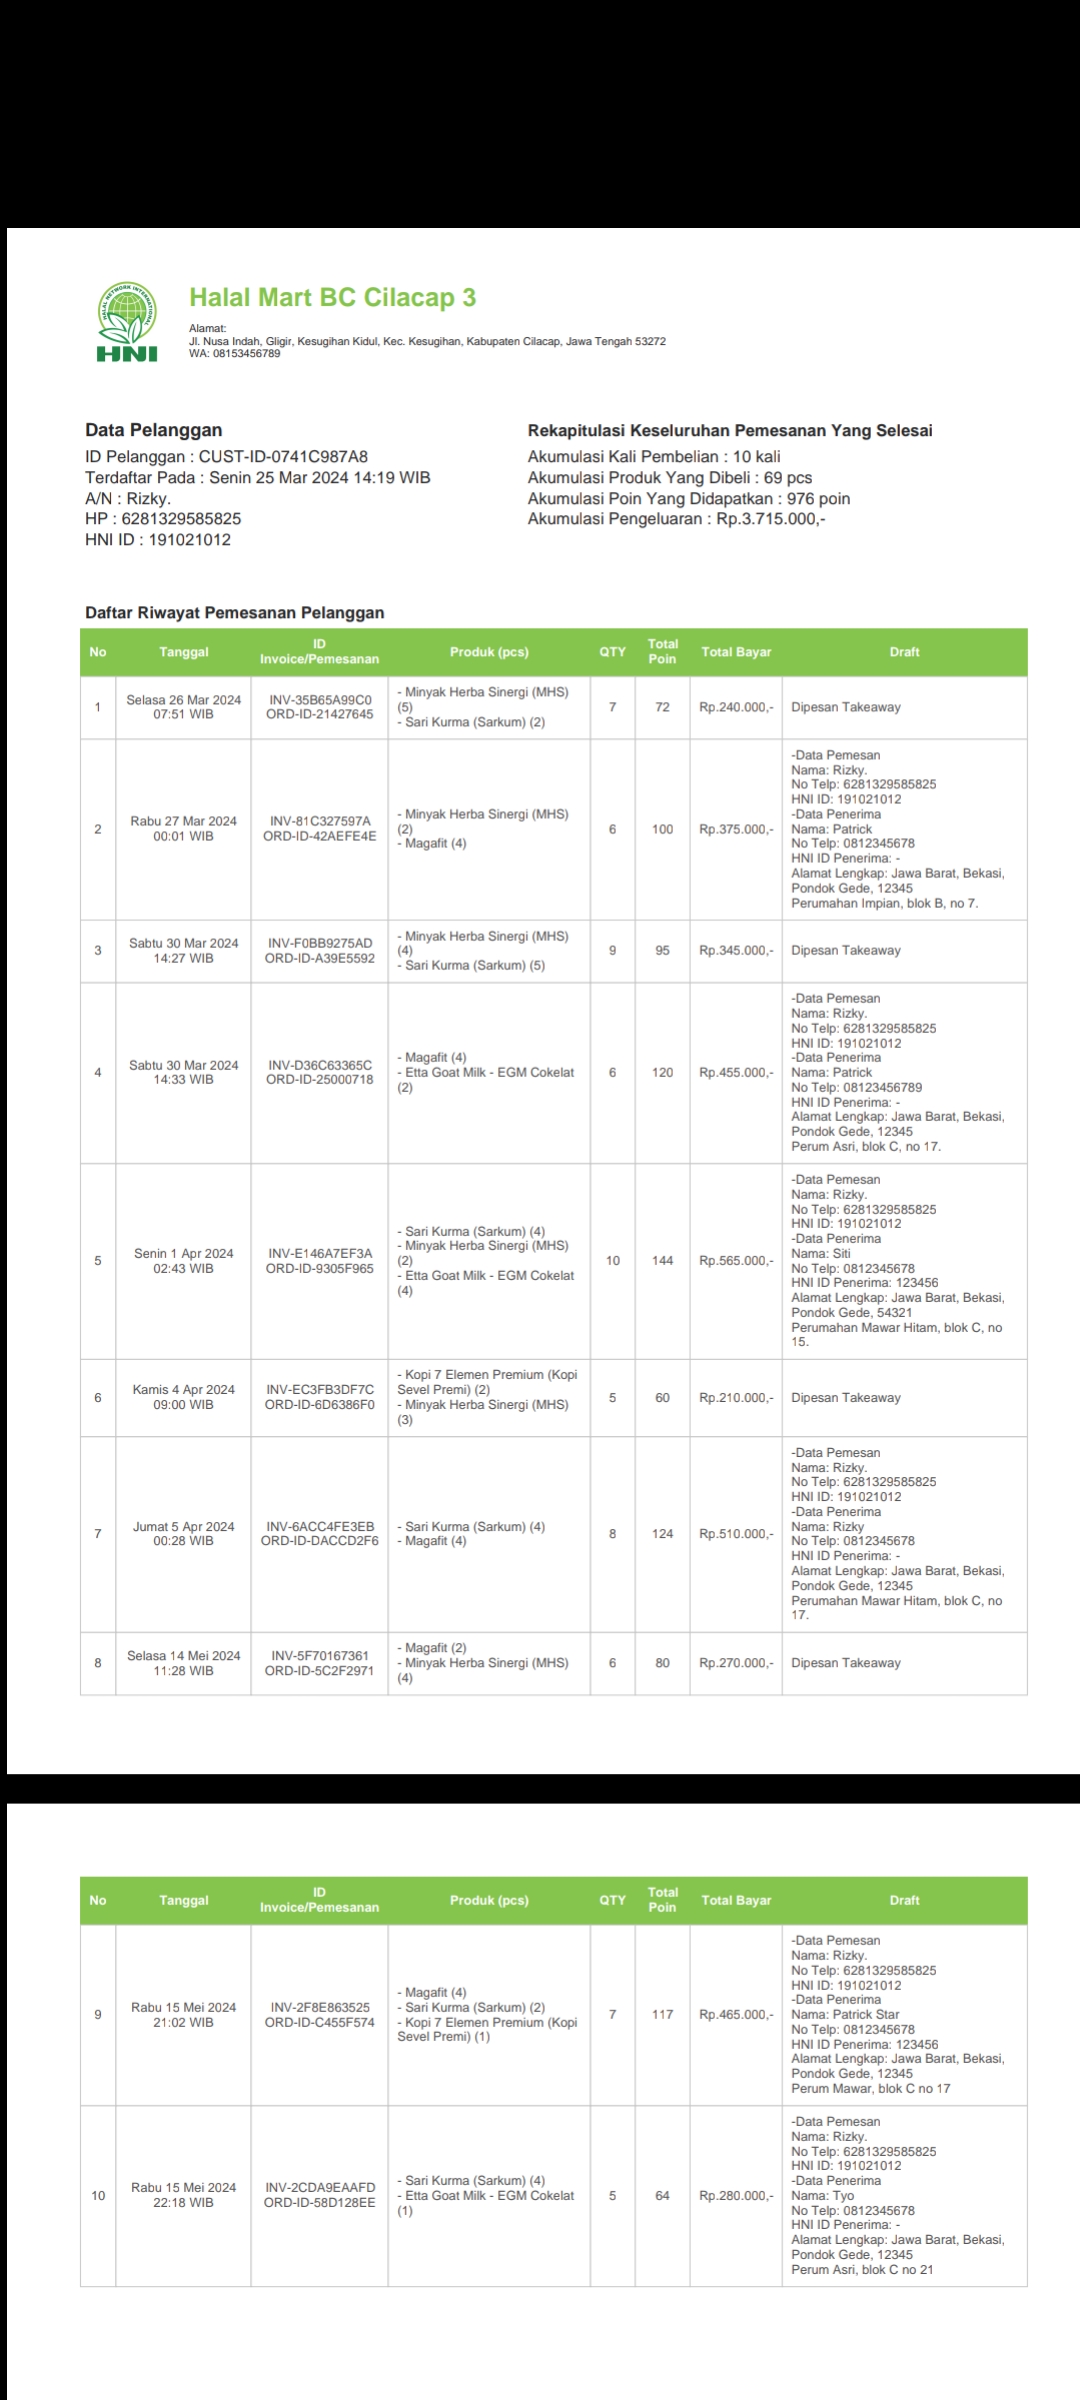 HALAL NETWORK INTERNATIONAL
HNI
Halal Mart BC Cilacap 3
Alamat:
Jl. Nusa Indah, Gligir, Kesugihan Kidul, Kec. Kesugihan, Kabupaten Cilacap, Jawa Tengah 53272
WA: 08153456789
Data Pelanggan
ID Pelanggan : CUST-ID-0741C987A8
Terdaftar Pada : Senin 25 Mar 2024 14:19 WIB
A/N : Rizky.
HP : 6281329585825
HNI ID : 191021012
Rekapitulasi Keseluruhan Pemesanan Yang Selesai
Akumulasi Kali Pembelian : 10 kali
Akumulasi Produk Yang Dibeli : 69 pcs
Akumulasi Poin Yang Didapatkan : 976 poin
Akumulasi Pengeluaran : Rp.3.715.000,-
Daftar Riwayat Pemesanan Pelanggan
No
Tanggal
ID
Invoice/Pemesanan
Produk (pcs)
QTY
Total
Poin
Total Bayar
Draft
1
Selasa 26 Mar 2024
07:51 WIB
INV-35B65A99C0
ORD-ID-21427645
- Minyak Herba Sinergi (MHS)
(5)
- Sari Kurma (Sarkum) (2)
7
72
Rp.240.000,-
Dipesan Takeaway
2
Rabu 27 Mar 2024
00:01 WIB
INV-81C327597A
ORD-ID-42AEFE4E
- Minyak Herba Sinergi (MHS)
(2)
- Magafit (4)
6
100
Rp.375.000,-
-Data Pemesan
Nama: Rizky.
No Telp: 6281329585825
HNI ID: 191021012
-Data Penerima
Nama: Patrick
No Telp: 0812345678
HNI ID Penerima: -
Alamat Lengkap: Jawa Barat, Bekasi,
Pondok Gede, 12345
Perumahan Impian, blok B, no 7.
3
Sabtu 30 Mar 2024
14:27 WIB
INV-F0BB9275AD
ORD-ID-A39E5592
- Minyak Herba Sinergi (MHS)
(4)
- Sari Kurma (Sarkum) (5)
9
95
Rp.345.000,-
Dipesan Takeaway
4
Sabtu 30 Mar 2024
14:33 WIB
INV-D36C63365C
ORD-ID-25000718
- Magafit (4)
- Etta Goat Milk - EGM Cokelat
(2)
6
120
Rp.455.000,-
-Data Pemesan
Nama: Rizky.
No Telp: 6281329585825
HNI ID: 191021012
-Data Penerima
Nama: Patrick
No Telp: 08123456789
HNI ID Penerima: -
Alamat Lengkap: Jawa Barat, Bekasi,
Pondok Gede, 12345
Perum Asri, blok C, no 17.
5
Senin 1 Apr 2024
02:43 WIB
INV-E146A7EF3A
ORD-ID-9305F965
- Sari Kurma (Sarkum) (4)
- Minyak Herba Sinergi (MHS)
(2)
- Etta Goat Milk - EGM Cokelat
(4)
10
144
Rp.565.000,-
-Data Pemesan
Nama: Rizky.
No Telp: 6281329585825
HNI ID: 191021012
-Data Penerima
Nama: Siti
No Telp: 0812345678
HNI ID Penerima: 123456
Alamat Lengkap: Jawa Barat, Bekasi,
Pondok Gede, 54321
Perumahan Mawar Hitam, blok C, no
15.
6
Kamis 4 Apr 2024
09:00 WIB
INV-EC3FB3DF7C
ORD-ID-6D6386F0
- Kopi 7 Elemen Premium (Kopi
Sevel Premi) (2)
- Minyak Herba Sinergi (MHS)
(3)
5
60
Rp.210.000,-
Dipesan Takeaway
7
Jumat 5 Apr 2024
00:28 WIB
INV-6ACC4FE3EB
ORD-ID-DACCD2F6
- Sari Kurma (Sarkum) (4)
- Magafit (4)
8
124
Rp.510.000,-
-Data Pemesan
Nama: Rizky.
No Telp: 6281329585825
HNI ID: 191021012
-Data Penerima
Nama: Rizky
No Telp: 0812345678
HNI ID Penerima: -
Alamat Lengkap: Jawa Barat, Bekasi,
Pondok Gede, 12345
Perumahan Mawar Hitam, blok C, no
17.
8
Selasa 14 Mei 2024
11:28 WIB
INV-5F70167361
ORD-ID-5C2F2971
- Magafit (2)
- Minyak Herba Sinergi (MHS)
(4)
6
80
Rp.270.000,-
Dipesan Takeaway
No
Tanggal
ID
Invoice/Pemesanan
Produk (pcs)
QTY
Total
Poin
Total Bayar
Draft
9
Rabu 15 Mei 2024
21:02 WIB
INV-2F8E863525
ORD-ID-C455F574
- Magafit (4)
- Sari Kurma (Sarkum) (2)
- Kopi 7 Elemen Premium (Kopi
Sevel Premi) (1)
7
117
Rp.465.000,-
-Data Pemesan
Nama: Rizky.
No Telp: 6281329585825
HNI ID: 191021012
-Data Penerima
Nama: Patrick Star
No Telp: 0812345678
HNI ID Penerima: 123456
Alamat Lengkap: Jawa Barat, Bekasi,
Pondok Gede, 12345
Perum Mawar, blok C no 17
10
Rabu 15 Mei 2024
22:18 WIB
INV-2CDA9EAAFD
ORD-ID-58D128EE
- Sari Kurma (Sarkum) (4)
- Etta Goat Milk - EGM Cokelat
(1)
5
64
Rp.280.000,-
-Data Pemesan
Nama: Rizky.
No Telp: 6281329585825
HNI ID: 191021012
-Data Penerima
Nama: Tyo
No Telp: 0812345678
HNI ID Penerima: -
Alamat Lengkap: Jawa Barat, Bekasi,
Pondok Gede, 12345
Perum Asri, blok C no 21